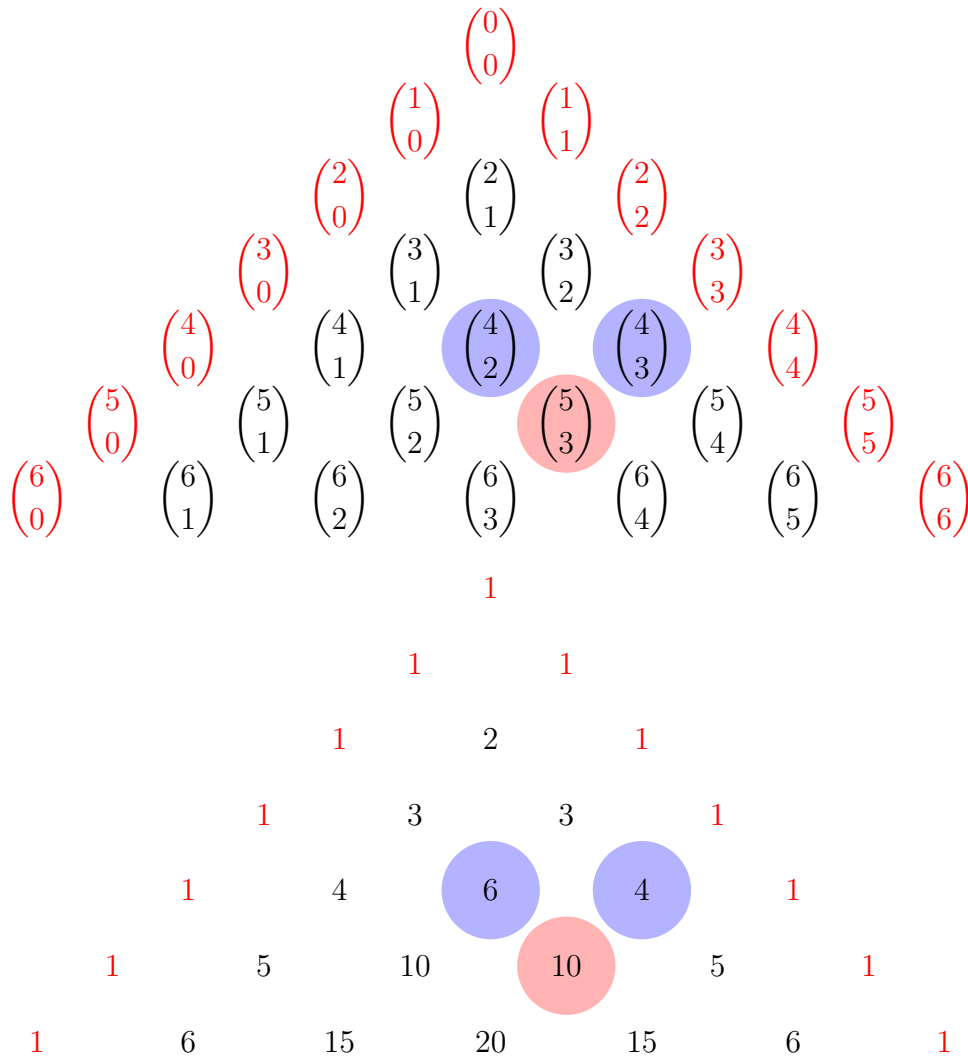 (0 0)
(1 0) (1 1)
(2 0) (2 1) (2 2)
(3 0) (3 1) (3 2) (3 3)
(4 0) (4 1) (4 2) (4 3) (4 4)
(5 0) (5 1) (5 2) (5 3) (5 4) (5 5)
(6 0) (6 1) (6 2) (6 3) (6 4) (6 5) (6 6)
1
1 1
1 2 1
1 3 3 1
1 4 6 4 1
1 5 10 10 5 1
1 6 15 20 15 6 1